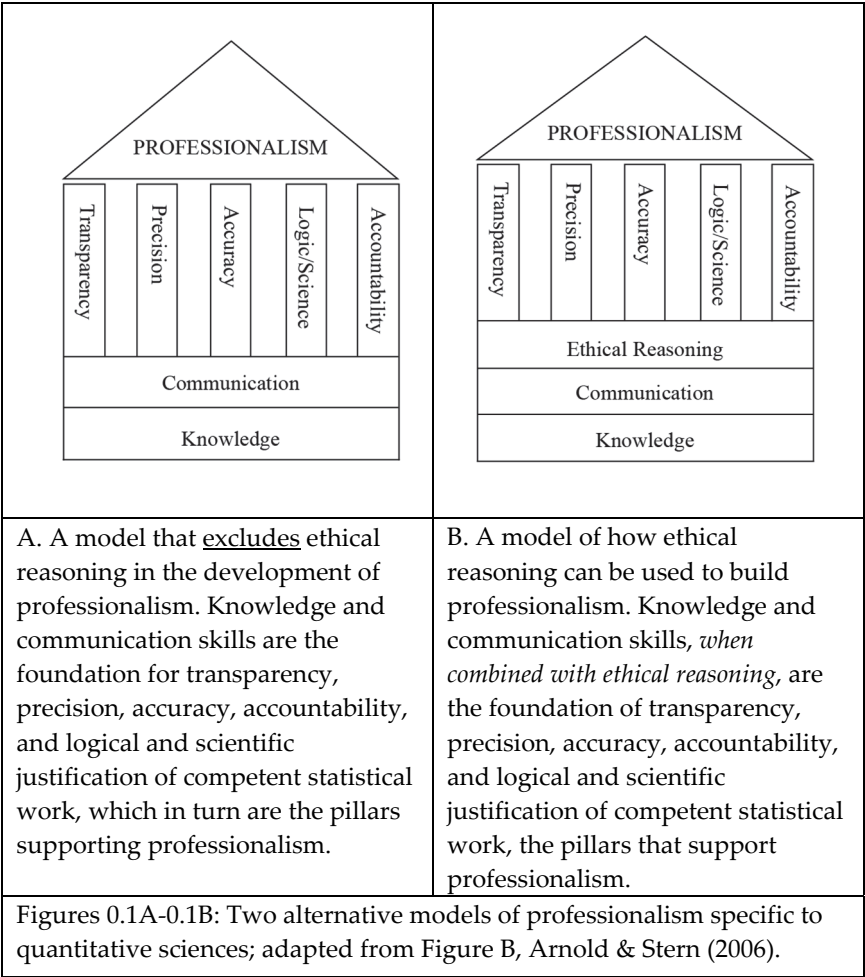 PROFESSIONALISM
Transparency
Precision
Accuracy
Logic/Science
Accountability
Communication
Knowledge
PROFESSIONALISM
Transparency
Precision
Accuracy
Logic/Science
Accountability
Ethical Reasoning
Communication
Knowledge
A. A model that excludes ethical
reasoning in the development of
professionalism. Knowledge and
communication skills are the
foundation for transparency,
precision, accuracy, accountability,
and logical and scientific
justification of competent statistical
work, which in turn are the pillars
supporting professionalism.
B. A model of how ethical
reasoning can be used to build
professionalism. Knowledge and
communication skills, when
combined with ethical reasoning, are
the foundation of transparency,
precision, accuracy, accountability,
and logical and scientific
justification of competent statistical
work, the pillars that support
professionalism.
Figures 0.1A-0.1B: Two alternative models of professionalism specific to
quantitative sciences; adapted from Figure B, Arnold & Stern (2006).